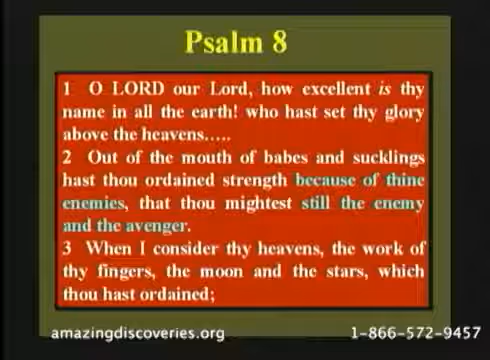 Psalm 8
1 O LORD our Lord, how excellent is thy
name in all the earth! who hast set thy glory
above the heavens.....
2 Out of the mouth of babes and sucklings
hast thou ordained strength because of thine
enemies, that thou mightest still the enemy
and the avenger.
3 When I consider thy heavens, the work of
thy fingers, the moon and the stars, which
thou hast ordained;
amazingdiscoveries.org 1-866-572-9457